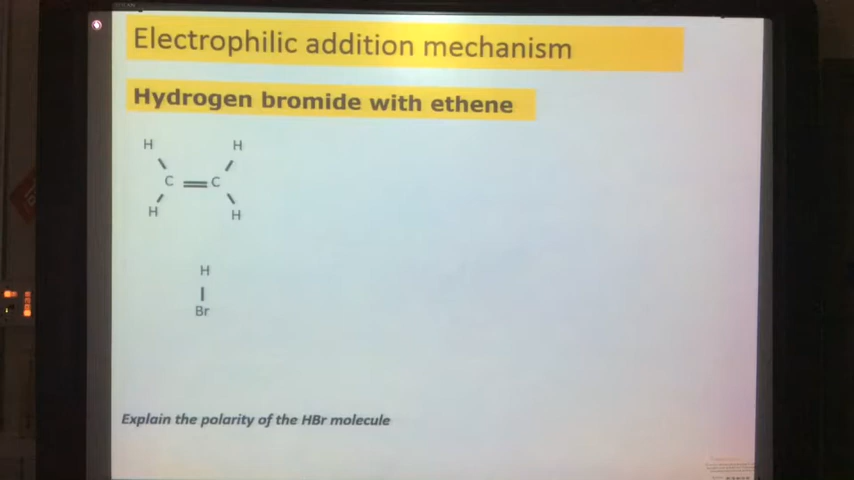 Electrophilic addition mechanism
Hydrogen bromide with ethene
H H
C C
H H
H
Br
Explain the polarity of the HBr molecule